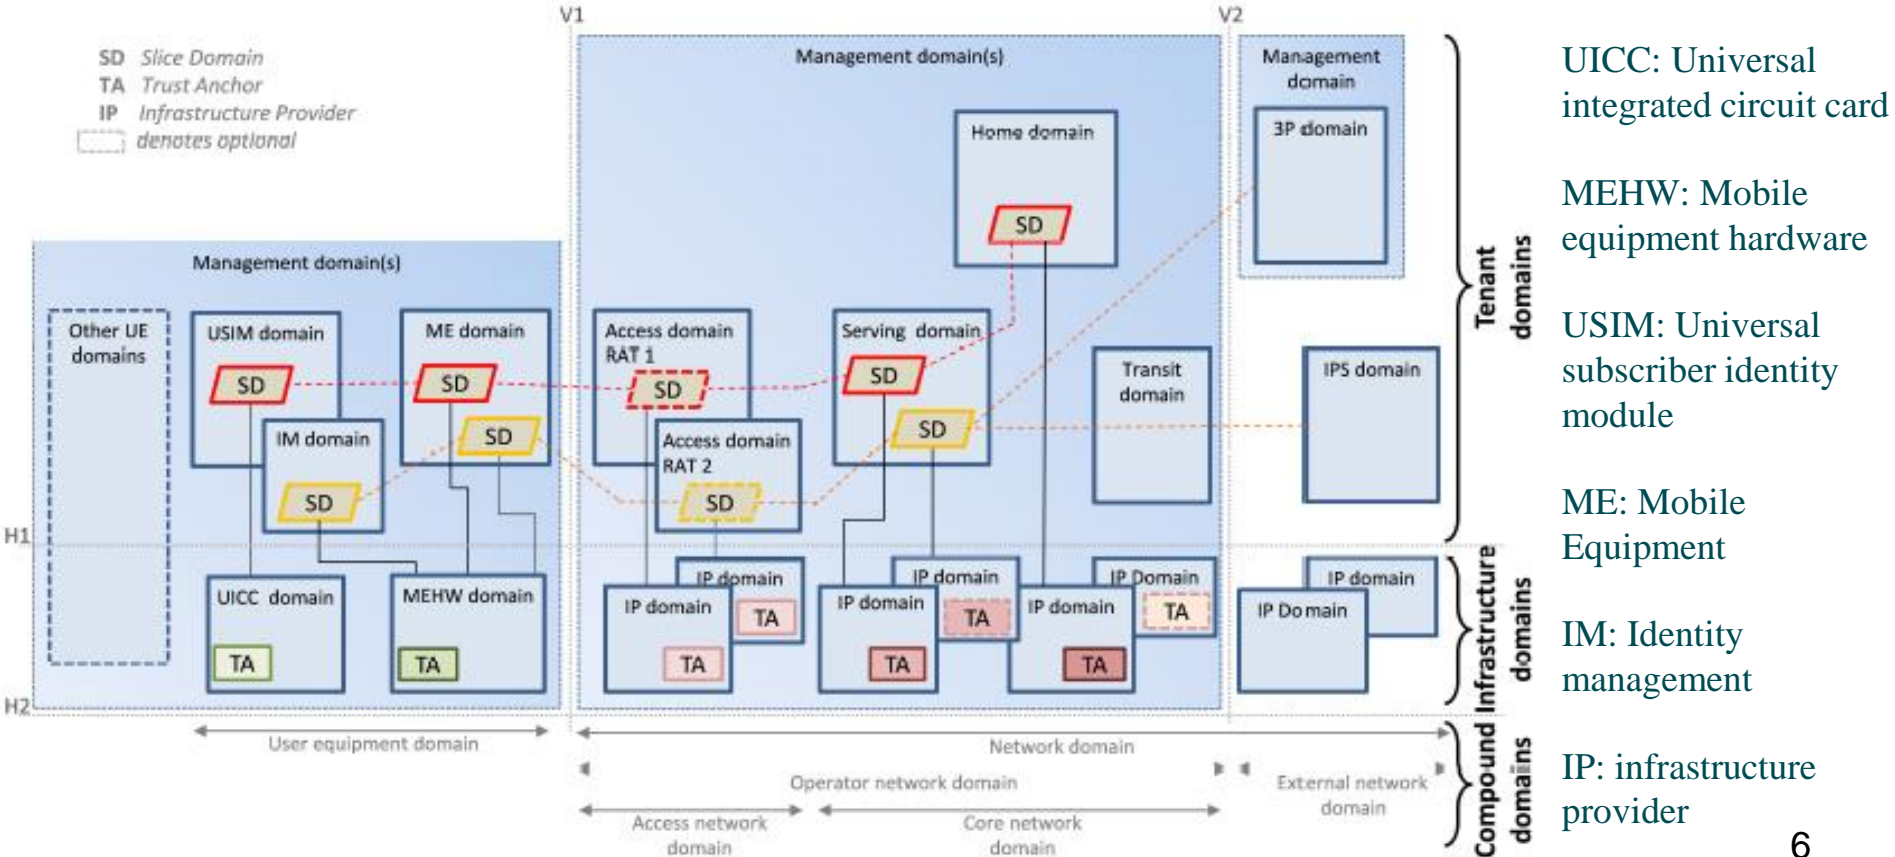 V1
V2
SD Slice Domain
TA Trust Anchor
IP Infrastructure Provider
denotes optional
Management domain(s)
Management
domain
3P domain
Home domain
SD
Management domain(s)
Other UE
domains
USIM domain
SD
ME domain
SD
SD
IM domain
SD
Access domain
RAT 1
SD
Access domain
RAT 2
SD
Serving domain
SD
SD
Transit
domain
IPS domain
Tenant
domains
H1
UICC domain
TA
MEHW domain
TA
IP domain
TA
IP domain
TA
IP domain
TA
IP domain
TA
IP Domain
TA
IP domain
TA
IP domain
IP Domain
Infrastructure
domains
H2
User equipment domain
Network domain
Operator network domain
External network
domain
Access network
domain
Core network
domain
Compound
domains
UICC: Universal
integrated circuit card
MEHW: Mobile
equipment hardware
USIM: Universal
subscriber identity
module
ME: Mobile
Equipment
IM: Identity
management
IP: infrastructure
provider
6